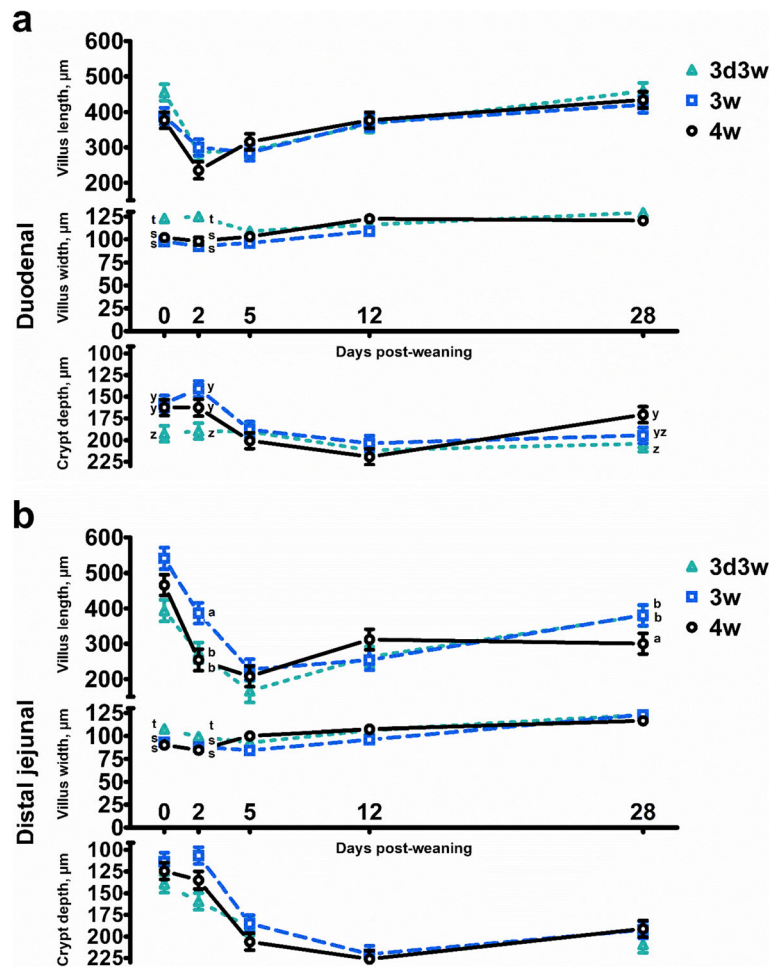 a
600
500
400
300
200
Villus length, µm
3d3w
3w
4w
125
100
75
50
25
0
Villus width, µm
t
s
s
t
s
s
Duodenal
0 2 5 12 28
Days post-weaning
100
125
150
175
200
225
Crypt depth, µm
y
y
z
y
y
z
y
yz
z
b
600
500
400
300
200
Villus length, µm
a
b
b
b
b
a
3d3w
3w
4w
125
100
75
50
25
0
Villus width, µm
t
s
s
t
s
s
Distal jejunal
0 2 5 12 28
Days post-weaning
100
125
150
175
200
225
Crypt depth, µm